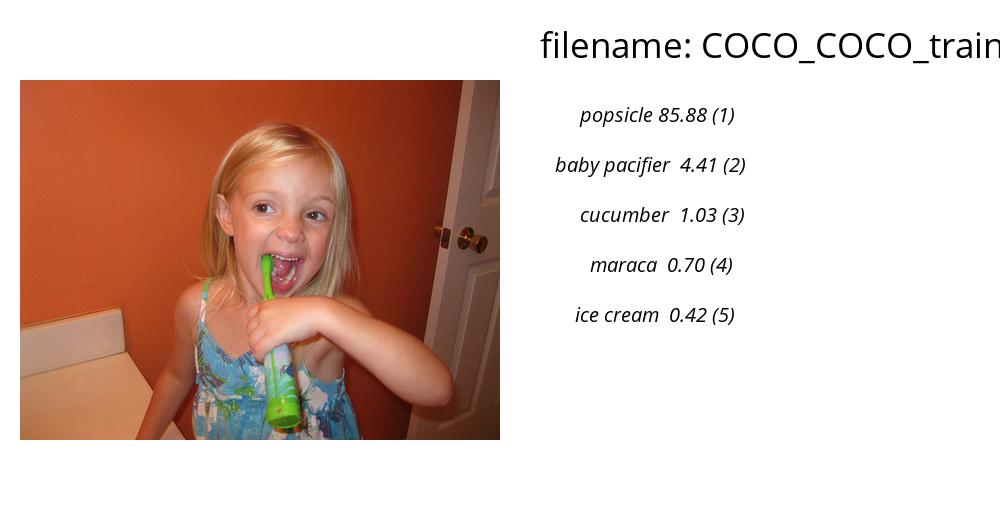 filename: COCO_COCO_train
popsicle 85.88 (1)
baby pacifier 4.41 (2)
cucumber 1.03 (3)
maraca 0.70 (4)
ice cream 0.42 (5)